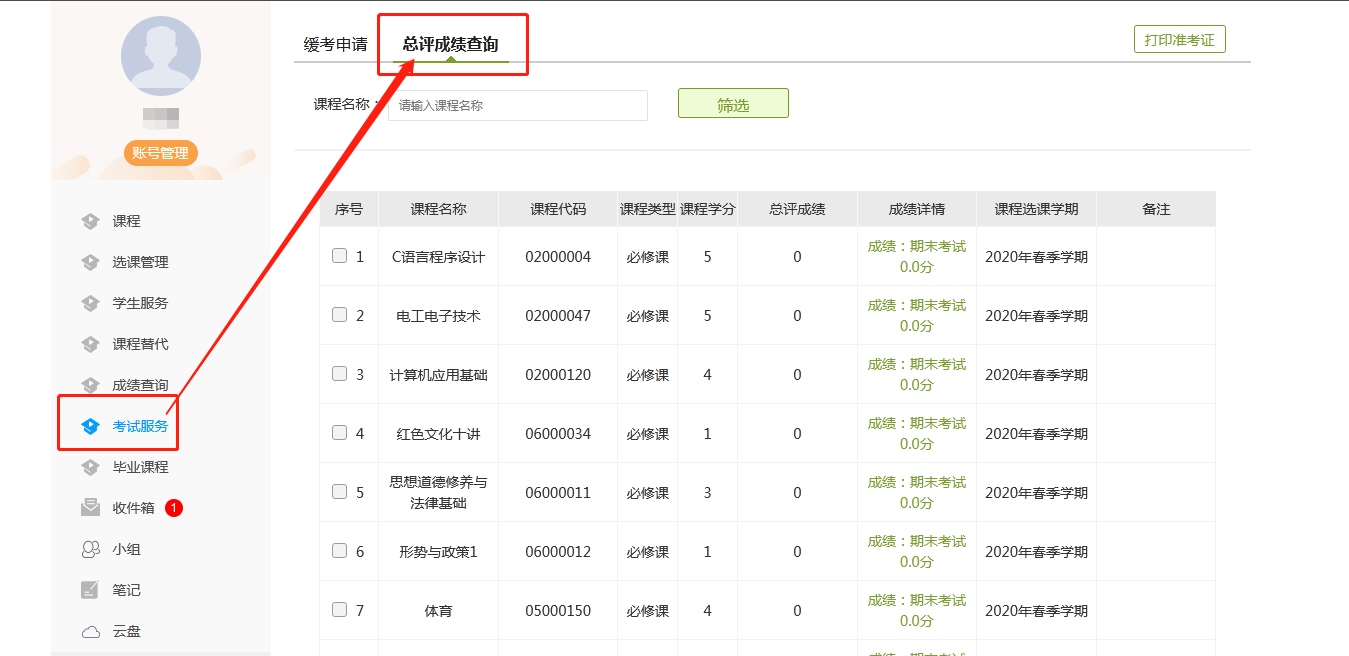 账号管理
课程
选课管理
学生服务
课程替代
成绩查询
考试服务
毕业课程
收件箱 1
小组
笔记
云盘
缓考申请 总评成绩查询 打印准考证
课程名称： 请输入课程名称 筛选
序号 课程名称 课程代码 课程类型 课程学分 总评成绩 成绩详情 课程选课学期 备注
1 C语言程序设计 02000004 必修课 5 0 成绩：期末考试 0.0分 2020年春季学期
2 电工电子技术 02000047 必修课 5 0 成绩：期末考试 0.0分 2020年春季学期
3 计算机应用基础 02000120 必修课 4 0 成绩：期末考试 0.0分 2020年春季学期
4 红色文化十讲 06000034 必修课 1 0 成绩：期末考试 0.0分 2020年春季学期
5 思想道德修养与法律基础 06000011 必修课 3 0 成绩：期末考试 0.0分 2020年春季学期
6 形势与政策1 06000012 必修课 1 0 成绩：期末考试 0.0分 2020年春季学期
7 体育 05000150 必修课 4 0 成绩：期末考试 0.0分 2020年春季学期